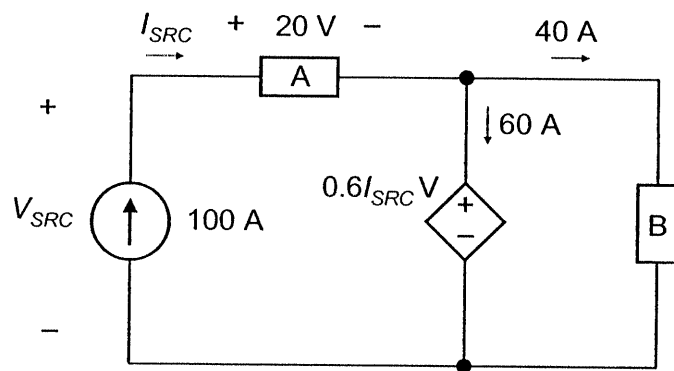 I_SRC + 20 V − 40 A
A
+ 60 A
0.6I_SRC V
V_SRC 100 A + − B
−